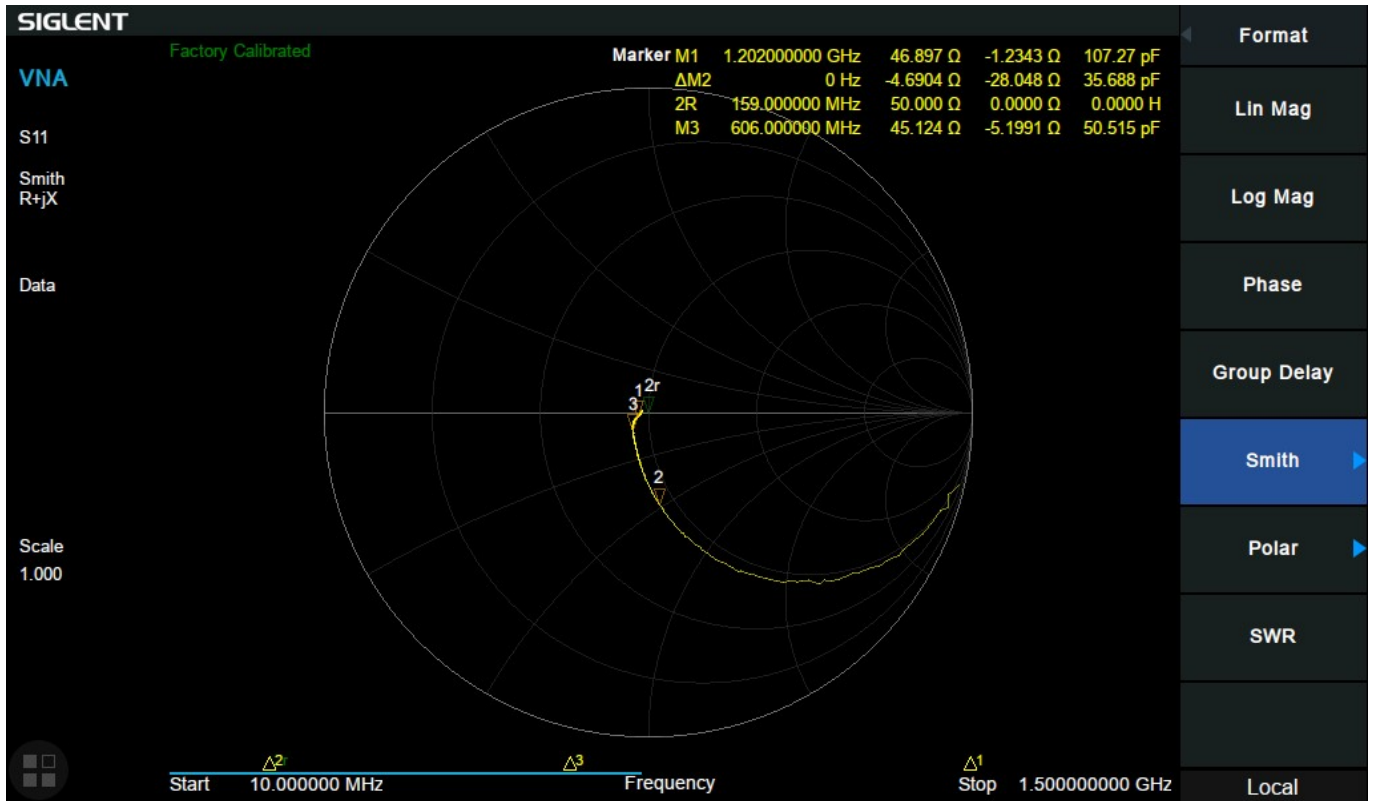 SIGLENT
Factory Calibrated
VNA
S11
Smith
R+jX
Data
Scale
1.000
Marker M1 1.202000000 GHz 46.897 Ω -1.2343 Ω 107.27 pF
ΔM2 0 Hz -4.6904 Ω -28.048 Ω 35.688 pF
2R 159.000000 MHz 50.000 Ω 0.0000 Ω 0.0000 H
M3 606.000000 MHz 45.124 Ω -5.1991 Ω 50.515 pF
1 2r
3
2
2r 3 1
Start 10.000000 MHz Frequency Stop 1.500000000 GHz
Format
Lin Mag
Log Mag
Phase
Group Delay
Smith
Polar
SWR
Local